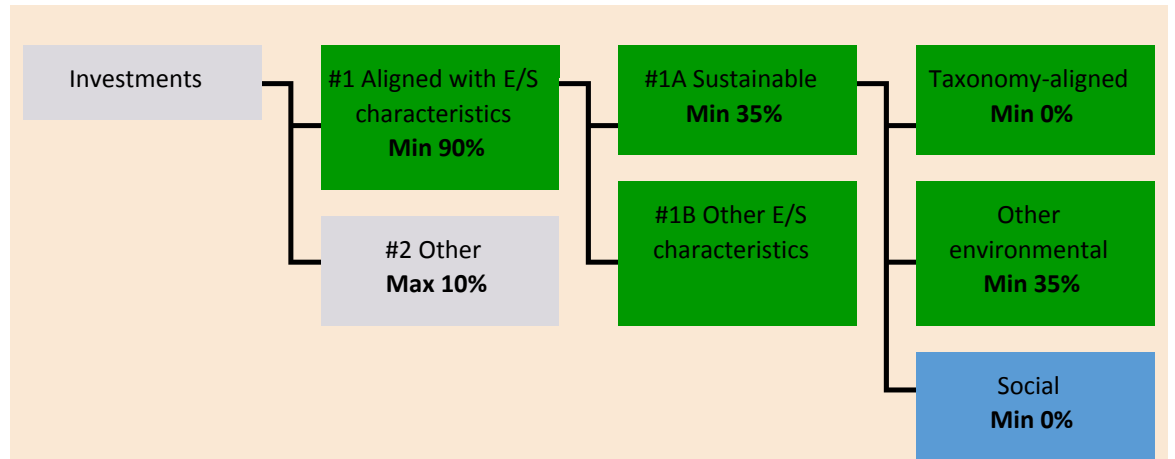 Investments
#1 Aligned with E/S
characteristics
Min 90%
#2 Other
Max 10%
#1A Sustainable
Min 35%
#1B Other E/S
characteristics
Taxonomy-aligned
Min 0%
Other
environmental
Min 35%
Social
Min 0%